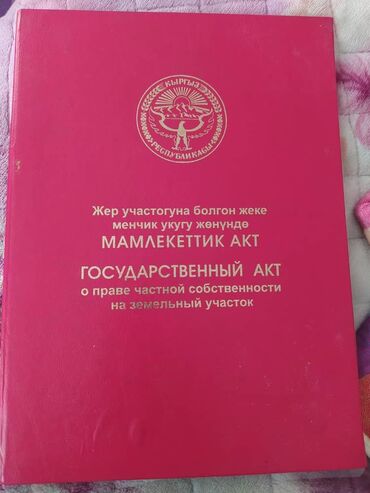 КЫРГЫЗ
РЕСПУБЛИКАСЫ
Жер участогуна болгон жеке
менчик укугу жөнүндө
МАМЛЕКЕТТИК АКТ
ГОСУДАРСТВЕННЫЙ АКТ
о праве частной собственности
на земельный участок